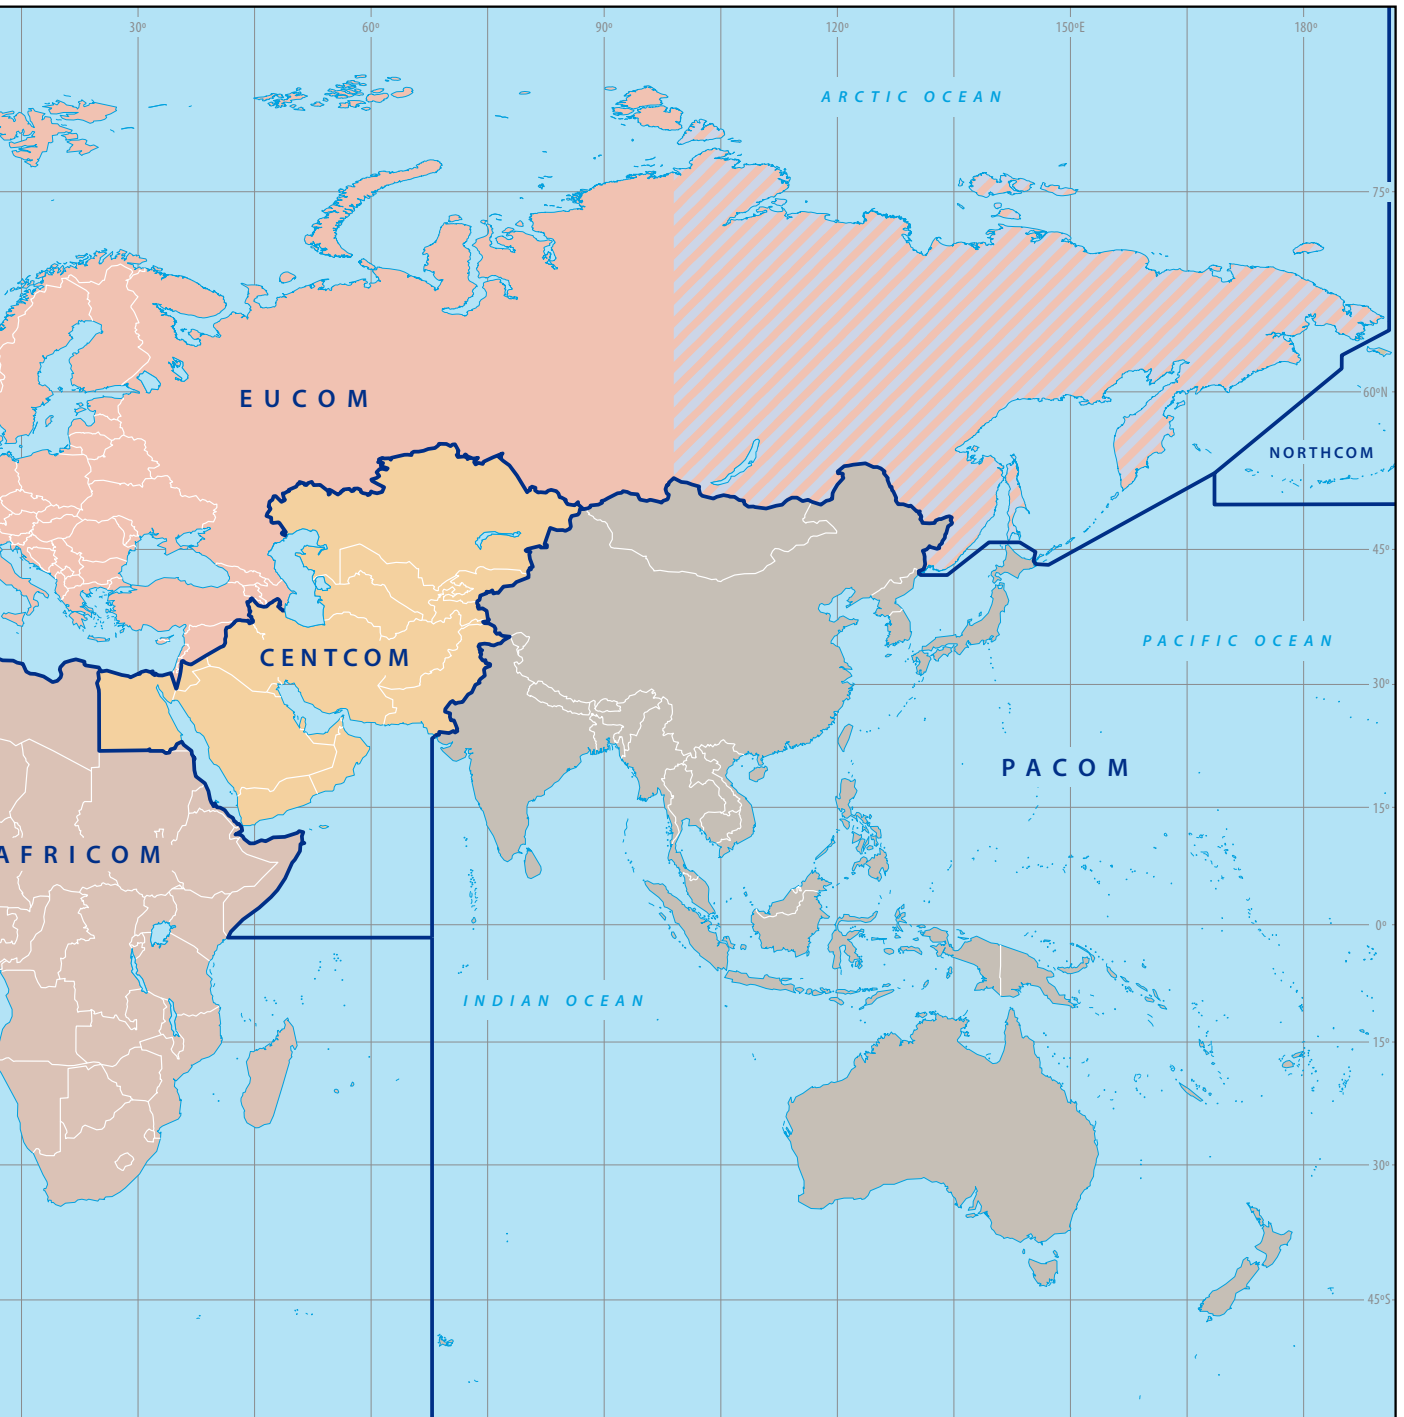 30º 60º 90º 120º 150ºE 180º
ARCTIC OCEAN
75º
EUCOM
60ºN
NORTHCOM
45º
PACIFIC OCEAN
CENTCOM
30º
PACOM
15º
AFRICOM
0º
INDIAN OCEAN
15º
30º
45ºS